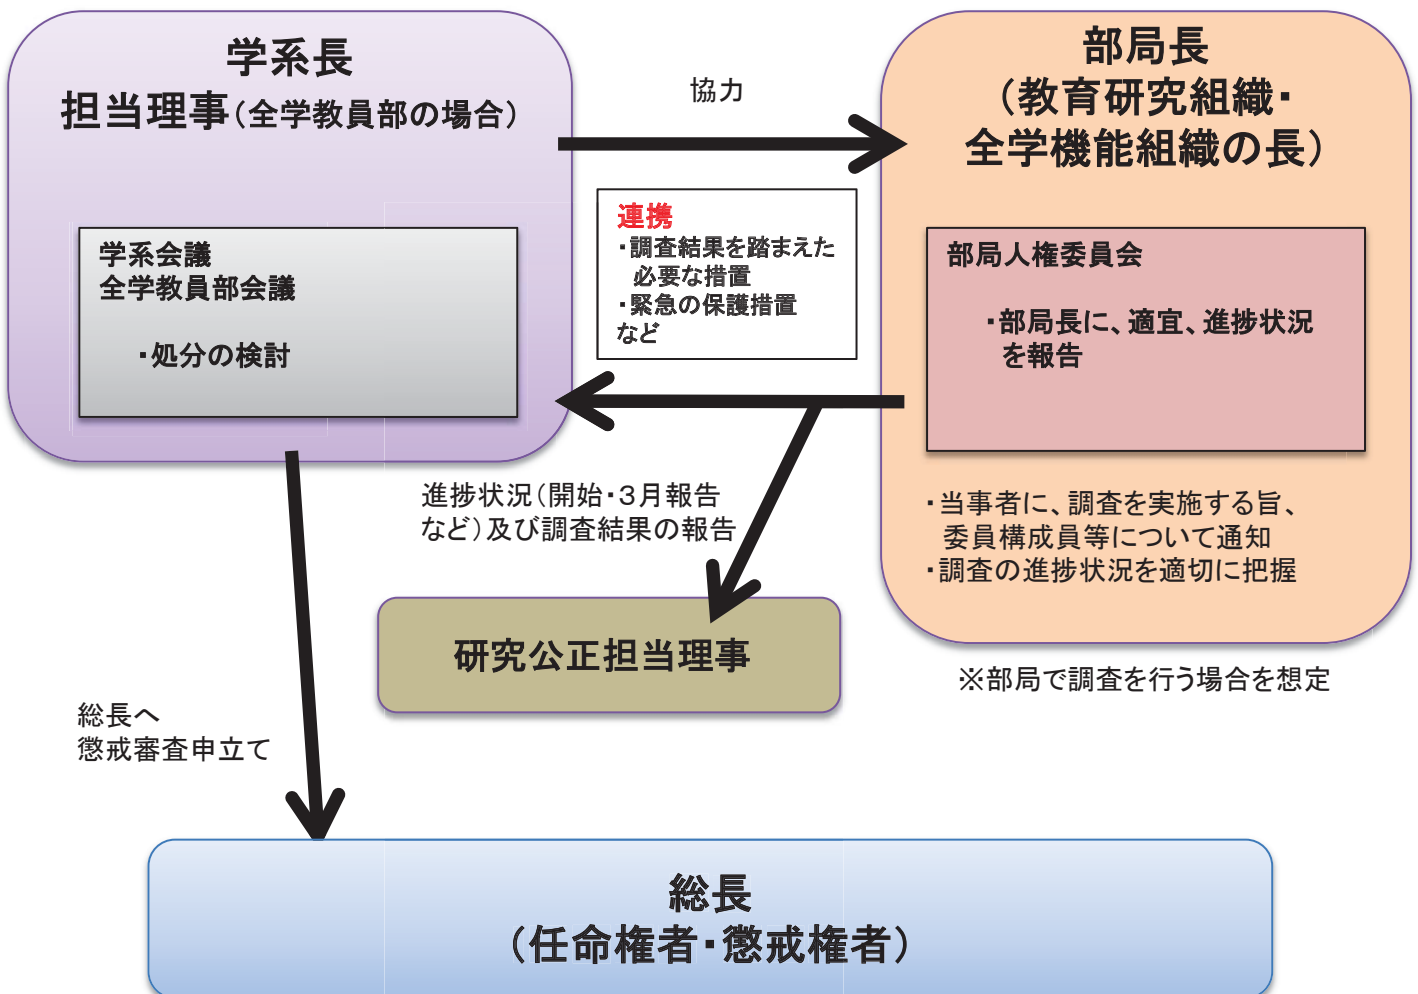 学系長
担当理事（全学教員部の場合）
学系会議
全学教員部会議
・処分の検討
協力
連携
・調査結果を踏まえた
必要な措置
・緊急の保護措置
など
部局長
（教育研究組織・
全学機能組織の長）
部局人権委員会
・部局長に、適宜、進捗状況
を報告
・当事者に、調査を実施する旨、
委員構成員等について通知
・調査の進捗状況を適切に把握
※部局で調査を行う場合を想定
進捗状況（開始・３月報告
など）及び調査結果の報告
研究公正担当理事
総長へ
懲戒審査申立て
総長
（任命権者・懲戒権者）